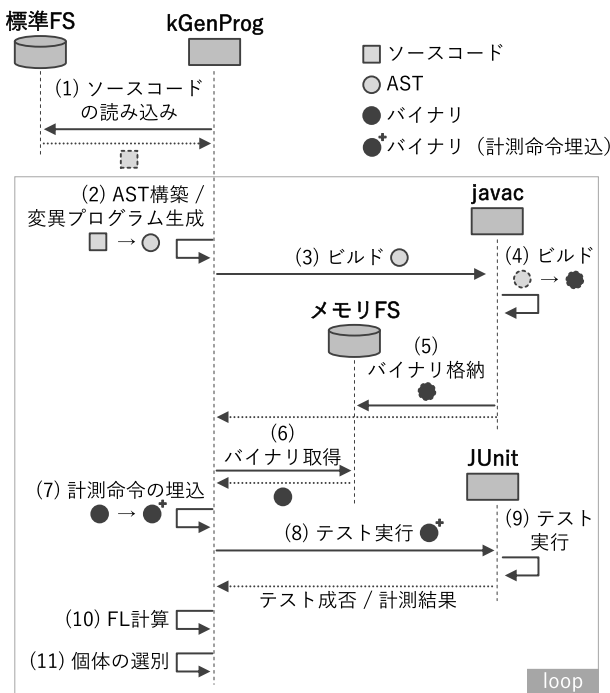 標準FS
kGenProg
ソースコード
AST
バイナリ
バイナリ（計測命令埋込）
(1) ソースコード
の読み込み
(2) AST構築 /
変異プログラム生成
javac
(3) ビルド
(4) ビルド
メモリFS
(5)
バイナリ格納
(6)
バイナリ取得
JUnit
(7) 計測命令の埋込
(8) テスト実行
(9) テスト
実行
テスト成否 / 計測結果
(10) FL計算
(11) 個体の選別
loop